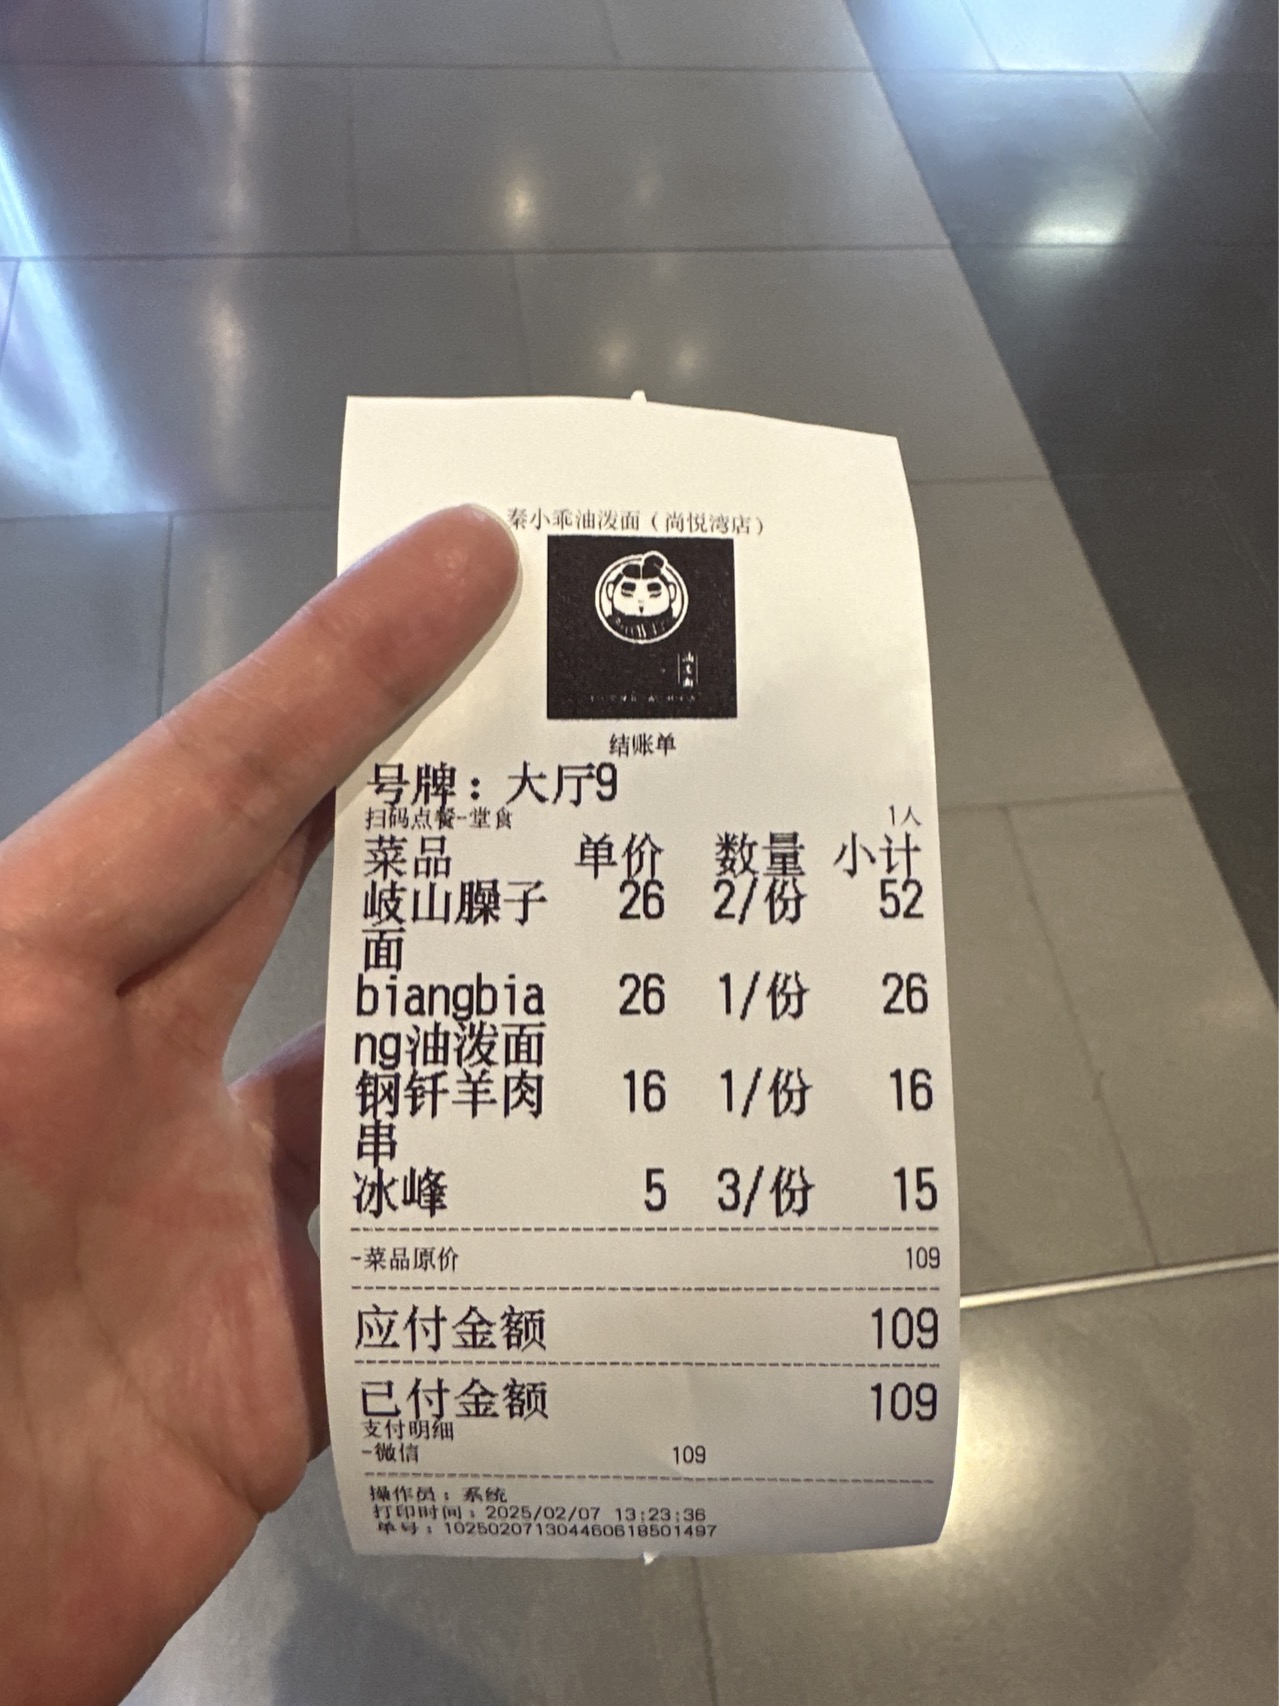 秦小乖油泼面（尚悦湾店）
结账单
号牌：大厅9
扫码点餐-堂食 1人
菜品 单价 数量 小计
岐山臊子 26 2/份 52
面
biangbia 26 1/份 26
ng油泼面
钢钎羊肉 16 1/份 16
串
冰峰 5 3/份 15
-菜品原价 109
应付金额 109
已付金额 109
支付明细
-微信 109
操作员：系统
打印时间：2025/02/07 13:23:36
单号：102502071304460618501497